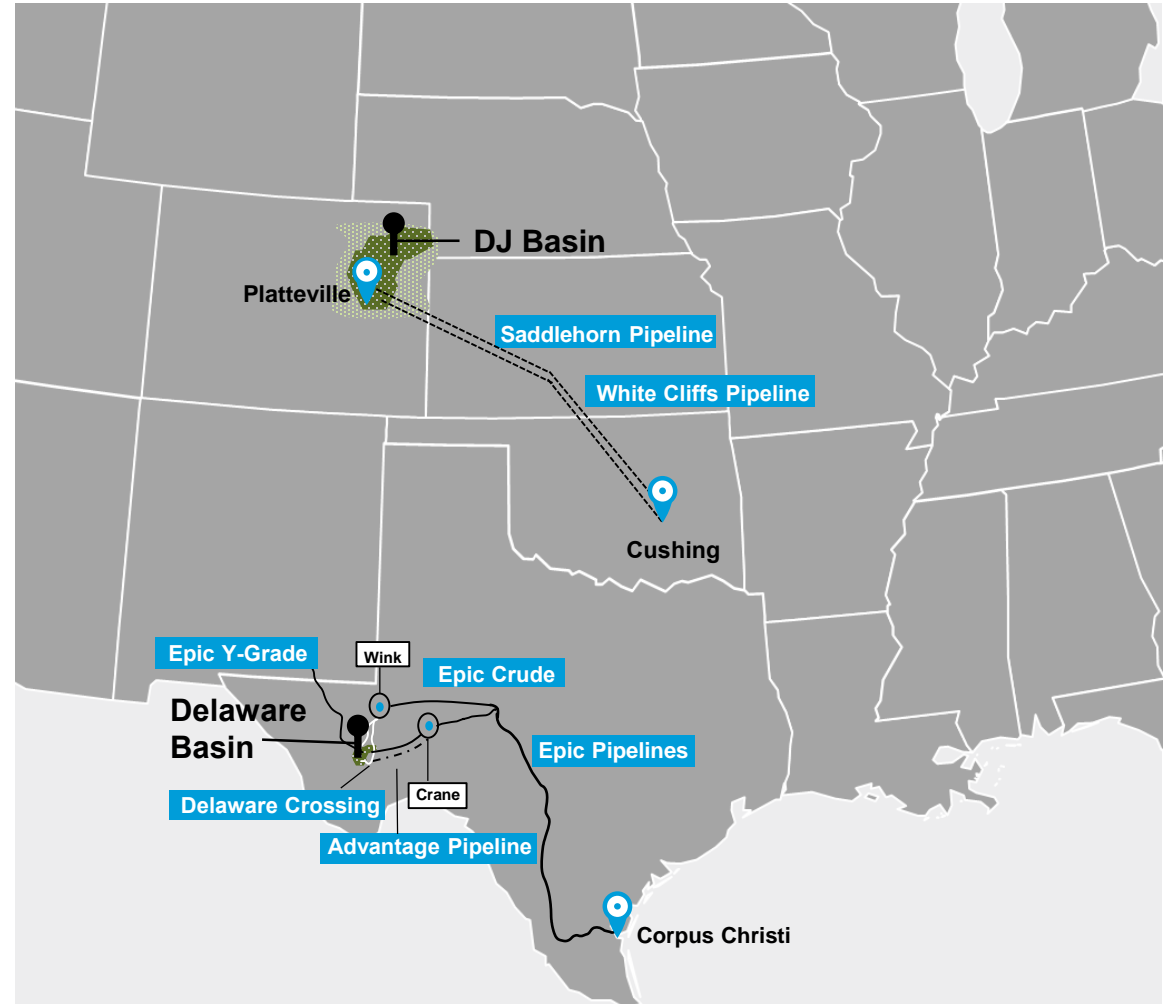 DJ Basin
Platteville
Saddlehorn Pipeline
White Cliffs Pipeline
Cushing
Epic Y-Grade
Wink
Epic Crude
Delaware
Basin
Epic Pipelines
Crane
Delaware Crossing
Advantage Pipeline
Corpus Christi